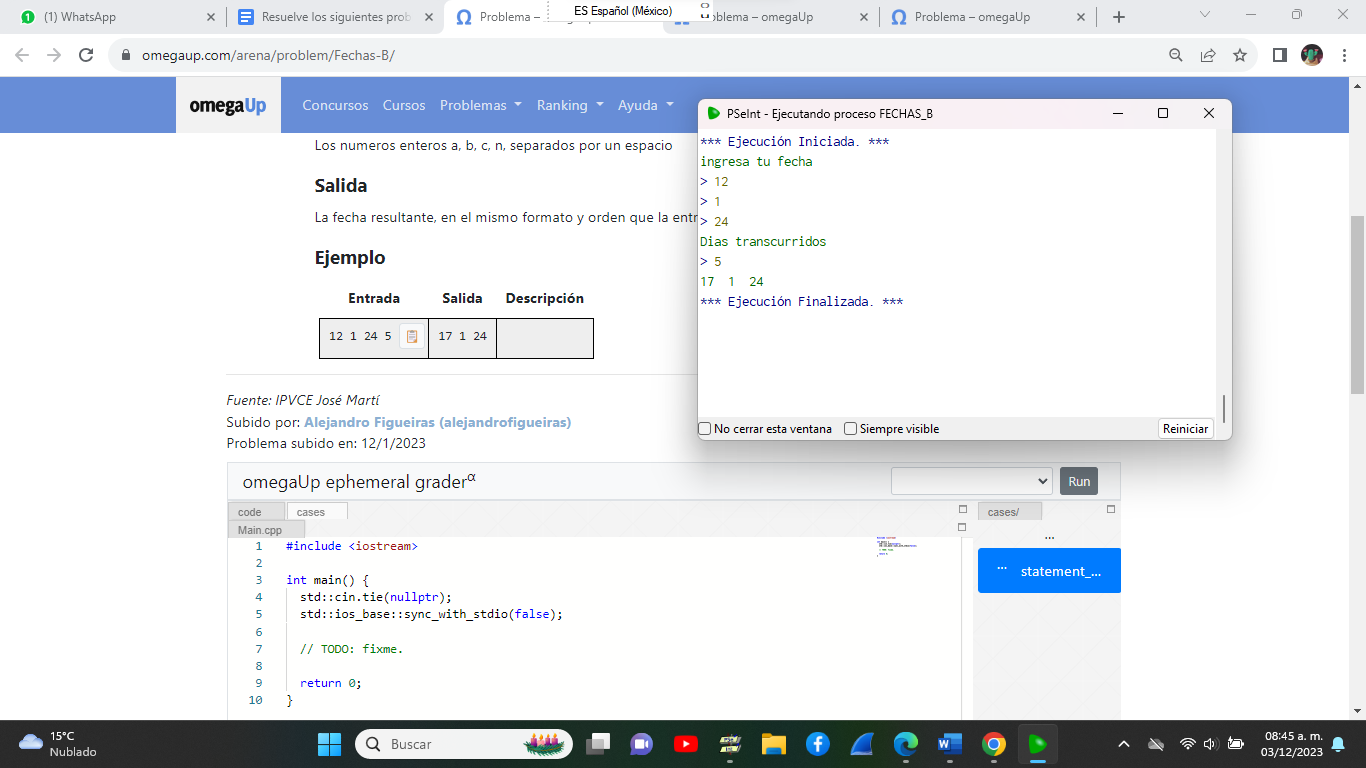 (1) WhatsApp
Resuelve los siguientes prob
Problema –
ES Español (México)
oblema – omegaUp
Problema – omegaUp
omegaup.com/arena/problem/Fechas-B/
omegaUp
Concursos
Cursos
Problemas
Ranking
Ayuda
Los numeros enteros a, b, c, n, separados por un espacio
Salida
La fecha resultante, en el mismo formato y orden que la entr
Ejemplo
Entrada Salida Descripción
12 1 24 5 17 1 24
Fuente: IPVCE José Martí
Subido por: Alejandro Figueiras (alejandrofigueiras)
Problema subido en: 12/1/2023
PSeInt - Ejecutando proceso FECHAS_B
*** Ejecución Iniciada. ***
ingresa tu fecha
> 12
> 1
> 24
Dias transcurridos
> 5
17 1 24
*** Ejecución Finalizada. ***
No cerrar esta ventana
Siempre visible
Reiniciar
omegaUp ephemeral graderα
Run
code
cases
Main.cpp
1 #include <iostream>
2
3 int main() {
4 std::cin.tie(nullptr);
5 std::ios_base::sync_with_stdio(false);
6
7 // TODO: fixme.
8
9 return 0;
10 }
cases/
...
... statement_...
15°C
Nublado
Buscar
08:45 a. m.
03/12/2023